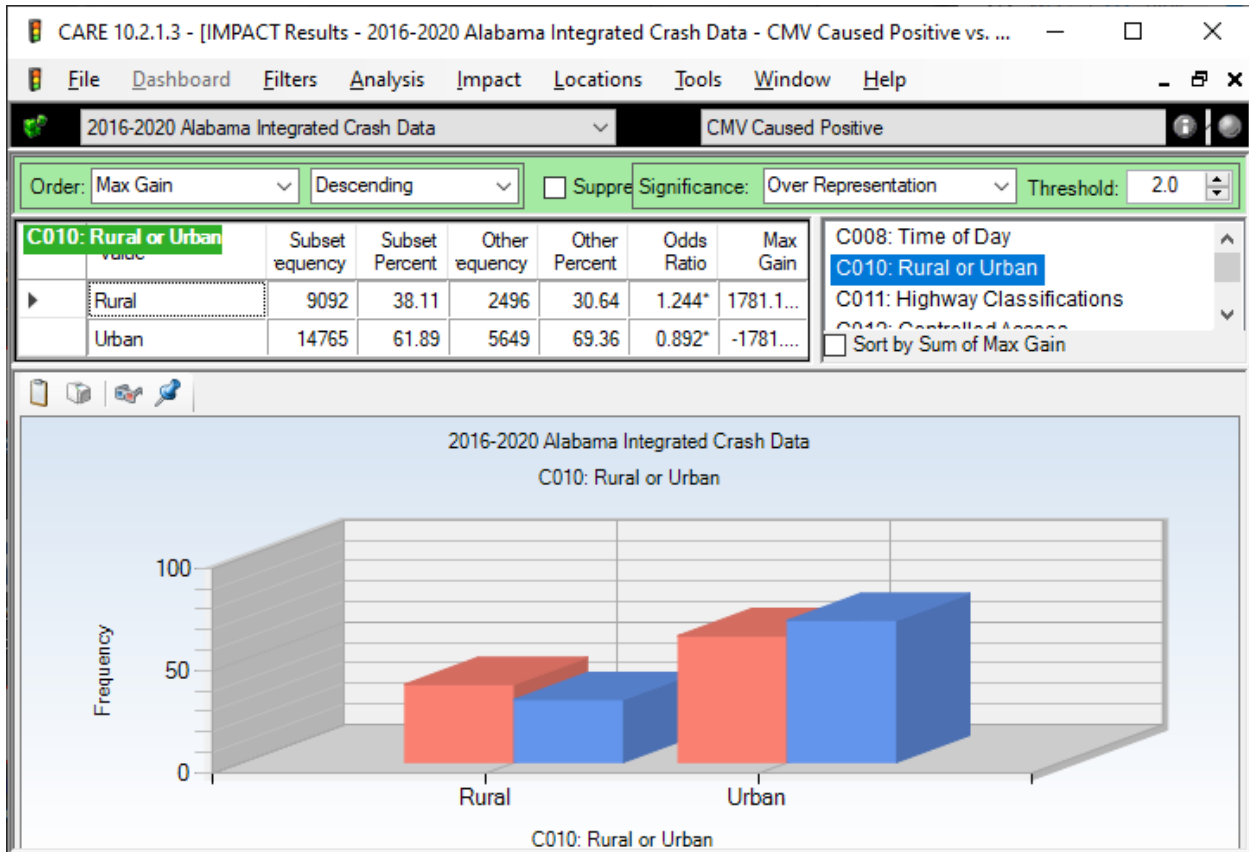 CARE 10.2.1.3 - [IMPACT Results - 2016-2020 Alabama Integrated Crash Data - CMV Caused Positive vs. ...
File Dashboard Filters Analysis Impact Locations Tools Window Help
2016-2020 Alabama Integrated Crash Data CMV Caused Positive
Order: Max Gain Descending Suppre Significance: Over Representation Threshold: 2.0
C010: Rural or Urban Subset equency Subset Percent Other equency Other Percent Odds Ratio Max Gain
Rural 9092 38.11 2496 30.64 1.244* 1781.1...
Urban 14765 61.89 5649 69.36 0.892* -1781....
C008: Time of Day
C010: Rural or Urban
C011: Highway Classifications
C012: Controlled Access
Sort by Sum of Max Gain
2016-2020 Alabama Integrated Crash Data
C010: Rural or Urban
100
50
0
Frequency
Rural Urban
C010: Rural or Urban